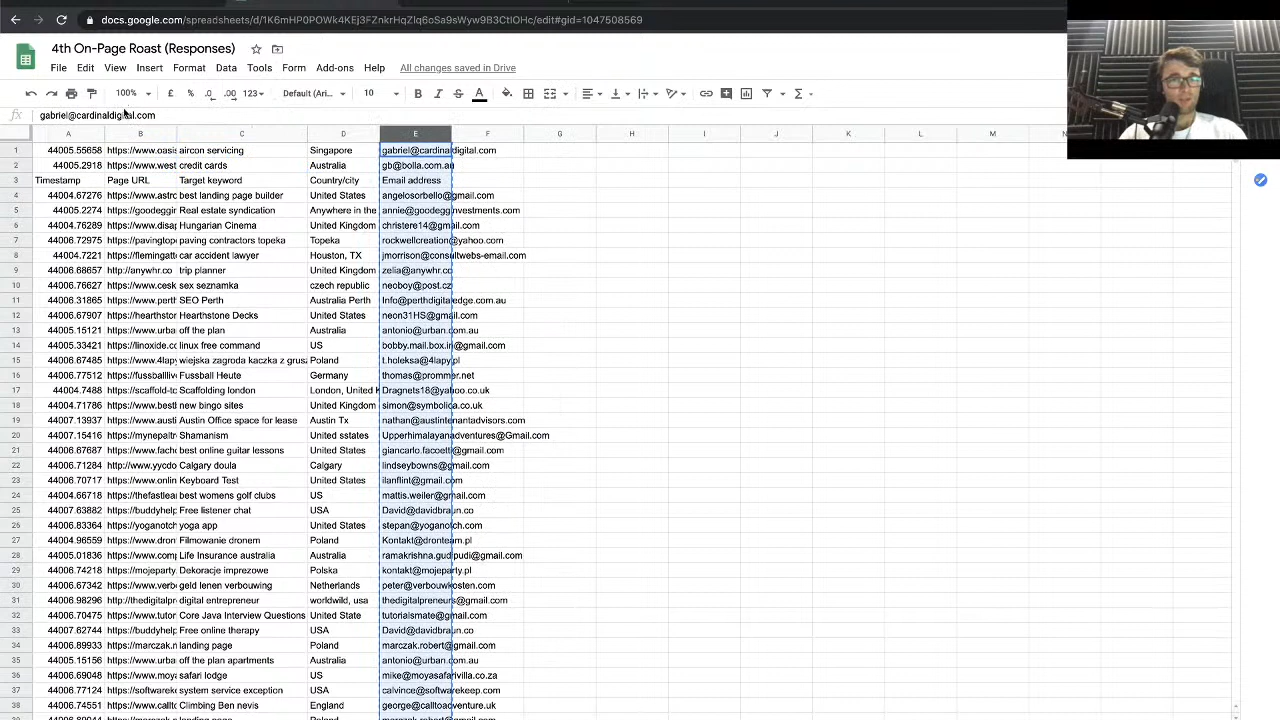 docs.google.com/spreadsheets/d/1K6mHP0POWk4KEj3FZnkrHqZlq6oSa9sWyw9B3CtIOHc/edit#gid=1047508569
4th On-Page Roast (Responses)
File Edit View Insert Format Data Tools Form Add-ons Help All changes saved in Drive
100% £ % .0 .00 123 Default (Ari... 10 B I S A
fx gabriel@cardinaldigital.com
A B C D E F G H I J K L M N
1 44005.55658 https://www.oasi aircon servicing Singapore gabriel@cardinaldigital.com
2 44005.2918 https://www.west credit cards Australia gb@bolla.com.au
3 Timestamp Page URL Target keyword Country/city Email address
4 44004.67276 https://www.astro best landing page builder United States angelosorbello@gmail.com
5 44005.2274 https://goodegg Real estate syndication Anywhere in the annie@goodegginvestments.com
6 44004.76289 https://www.disap Hungarian Cinema United Kingdom christere14@gmail.com
7 44006.72975 https://pavingtop paving contractors topeka Topeka rockwellcreation@yahoo.com
8 44004.7221 https://flemingatt car accident lawyer Houston, TX jmorrison@consultwebs-email.com
9 44006.68657 http://anywhr.co trip planner United Kingdom zelia@anywhr.co
10 44006.76627 https://www.cesk sex seznamka czech republic neoboy@post.cz
11 44006.31865 https://www.perth SEO Perth Australia Perth Info@perthdigitaledge.com.au
12 44006.67907 https://hearthstor Hearthstone Decks United States neon31HS@gmail.com
13 44005.15121 https://www.urba off the plan Australia antonio@urban.com.au
14 44005.33421 https://linoxide.co linux free command US bobby.mail.box.in@gmail.com
15 44006.67485 https://www.4lapy wiejska zagroda kaczka z grusz Poland t.holeksa@4lapy.pl
16 44006.77512 https://fussballliv Fussball Heute Germany thomas@prommer.net
17 44004.7488 https://scaffold-to Scaffolding london London, United K Dragnets18@yahoo.co.uk
18 44004.71786 https://www.bestl new bingo sites United Kingdom simon@symbolica.co.uk
19 44007.13937 https://www.austi Austin Office space for lease Austin Tx nathan@austintenantadvisors.com
20 44007.15416 https://mynepaltr Shamanism United sstates Upperhimalayanadventures@Gmail.com
21 44006.67687 https://www.facho best online guitar lessons United States giancarlo.facoetti@gmail.com
22 44006.71284 http://www.yycdo Calgary doula Calgary lindseybowns@gmail.com
23 44006.70717 https://www.onlin Keyboard Test United States ilanflint@gmail.com
24 44004.66718 https://thefastlea best womens golf clubs US mattis.weiler@gmail.com
25 44007.63882 https://buddyhelp Free listener chat USA David@davidbraun.co
26 44006.83364 https://yoganotch yoga app United States stepan@yoganotch.com
27 44004.96559 https://www.dron Filmowanie dronem Poland Kontakt@dronteam.pl
28 44005.01836 https://www.comp Life Insurance australia Australia ramakrishna.gudipudi@gmail.com
29 44006.74218 https://mojeparty. Dekoracje imprezowe Polska kontakt@mojeparty.pl
30 44006.67342 https://www.verb geld lenen verbouwing Netherlands peter@verbouwkosten.com
31 44006.98296 http://thedigitalpr digital entrepreneur worlwild, usa thedigitalpreneurs@gmail.com
32 44006.70475 https://www.tutor Core Java Interview Questions United State tutorialsmate@gmail.com
33 44007.62744 https://buddyhelp Free online therapy USA David@davidbraun.co
34 44006.89933 https://marczak.n landing page Poland marczak.robert@gmail.com
35 44005.15156 https://www.urba off the plan apartments Australia antonio@urban.com.au
36 44006.69048 https://www.moy safari lodge US mike@moyasafarivilla.co.za
37 44006.77124 https://softwarek system service exception USA calvince@softwarekeep.com
38 44006.74551 https://www.callto Climbing Ben nevis England george@calltoadventure.uk